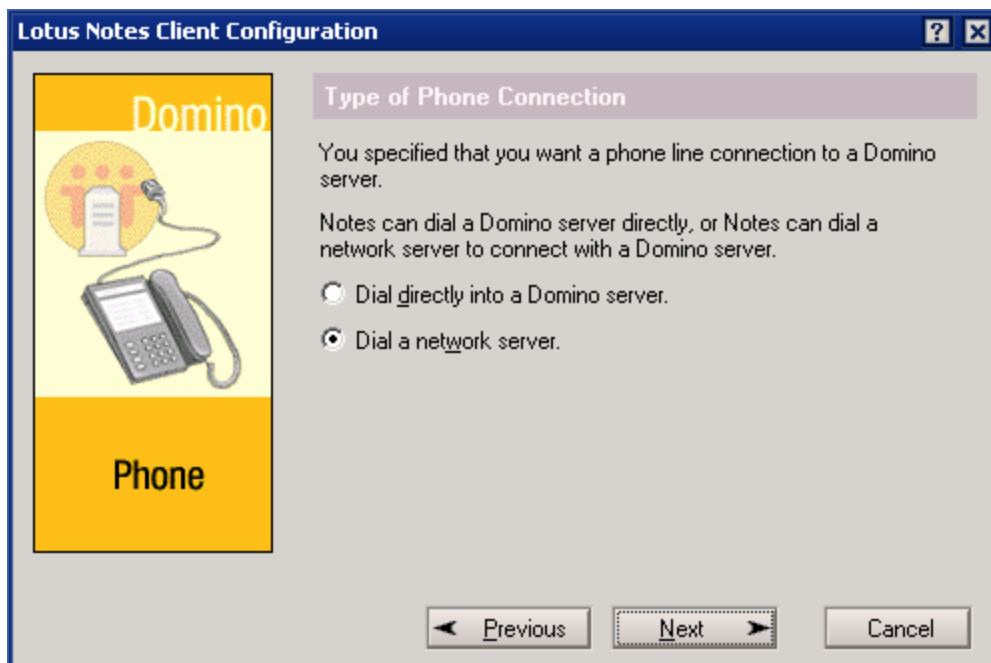 Lotus Notes Client Configuration
Domino
Phone
Type of Phone Connection
You specified that you want a phone line connection to a Domino
server.
Notes can dial a Domino server directly, or Notes can dial a
network server to connect with a Domino server.
Dial directly into a Domino server.
Dial a network server.
Previous
Next
Cancel